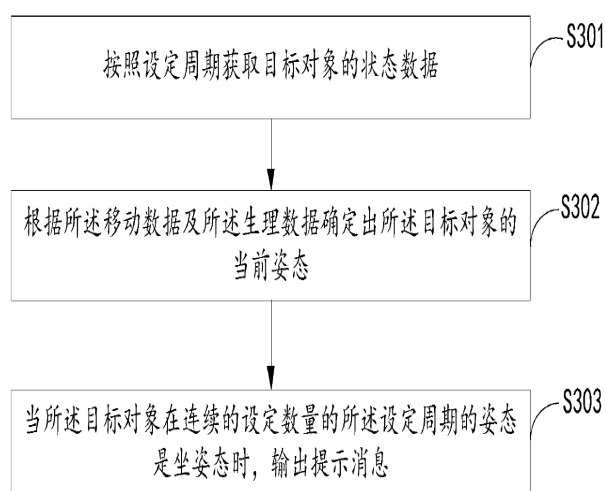 按照设定周期获取目标对象的状态数据
S301
根据所述移动数据及所述生理数据确定出所述目标对象的
当前姿态
S302
当所述目标对象在连续的设定数量的所述设定周期的姿态
是坐姿态时，输出提示消息
S303